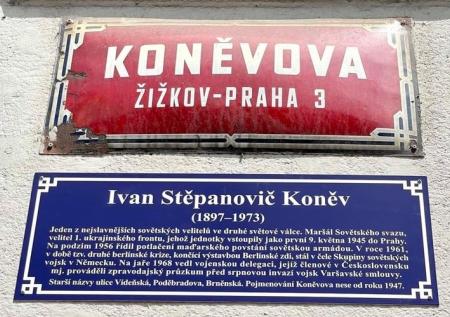 KONĚVOVA
ŽIŽKOV-PRAHA 3
Ivan Stěpanovič Koněv
(1897–1973)
Jeden z nejslavnějších sovětských velitelů ve druhé světové válce. Maršál Sovětského svazu,
velitel 1. ukrajinského frontu, jehož jednotky vstoupily jako první 9. května 1945 do Prahy.
Na podzim 1956 řídil potlačení maďarského povstání sovětskou armádou. V roce 1961,
v době tzv. druhé berlínské krize, končící výstavbou Berlínské zdi, stál v čele Skupiny sovětských
vojsk v Německu. Na jaře 1968 vedl vojenskou delegaci, jejíž členové v Československu
mj. prováděli zpravodajský průzkum před srpnovou invazí vojsk Varšavské smlouvy.
Starší názvy ulice Vídeňská, Poděbradova, Brněnská. Pojmenování Koněvova nese od roku 1947.